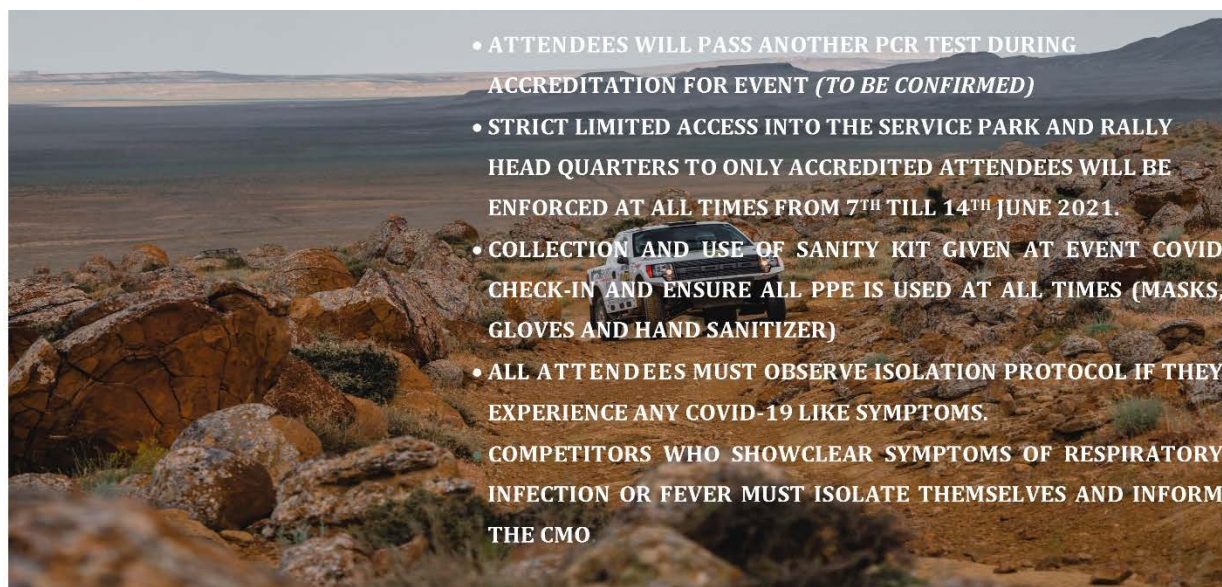 • ATTENDEES WILL PASS ANOTHER PCR TEST DURING
ACCREDITATION FOR EVENT (TO BE CONFIRMED)
• STRICT LIMITED ACCESS INTO THE SERVICE PARK AND RALLY
HEAD QUARTERS TO ONLY ACCREDITED ATTENDEES WILL BE
ENFORCED AT ALL TIMES FROM 7TH TILL 14TH JUNE 2021.
• COLLECTION AND USE OF SANITY KIT GIVEN AT EVENT COVID
CHECK-IN AND ENSURE ALL PPE IS USED AT ALL TIMES (MASKS,
GLOVES AND HAND SANITIZER)
• ALL ATTENDEES MUST OBSERVE ISOLATION PROTOCOL IF THEY
EXPERIENCE ANY COVID-19 LIKE SYMPTOMS.
• COMPETITORS WHO SHOWCLEAR SYMPTOMS OF RESPIRATORY
INFECTION OR FEVER MUST ISOLATE THEMSELVES AND INFORM
THE CMO